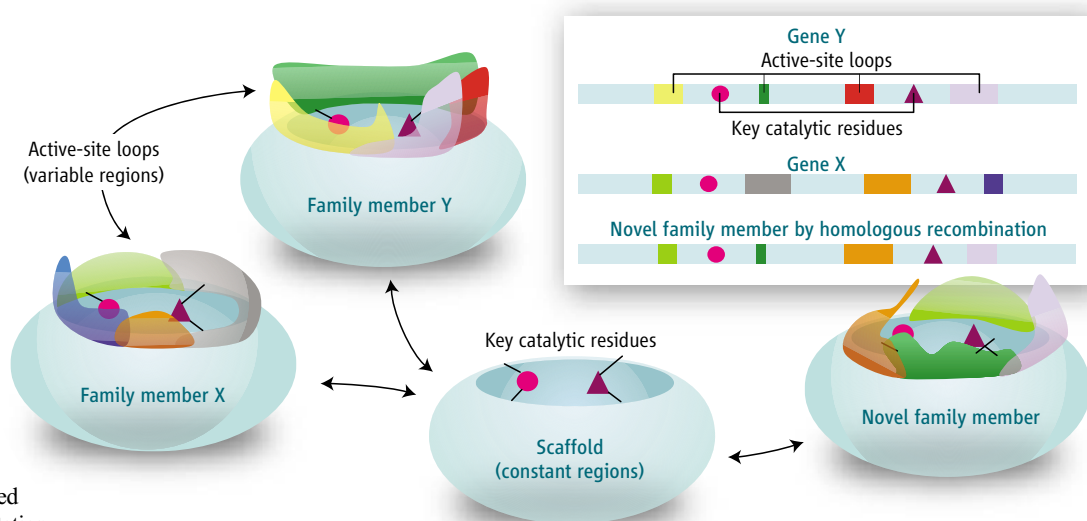 Gene Y
Active-site loops
Key catalytic residues
Gene X
Novel family member by homologous recombination
Active-site loops
(variable regions)
Family member Y
Family member X
Key catalytic residues
Scaffold
(constant regions)
Novel family member
ed